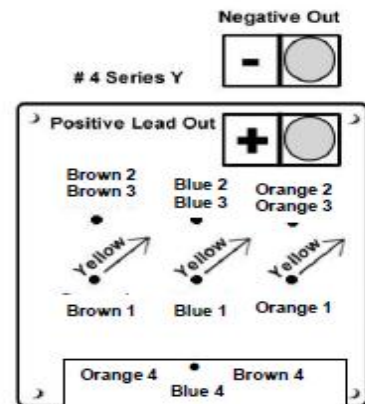 Negative Out
-
# 4 Series Y
Positive Lead Out
+
Brown 2
Brown 3
Blue 2
Blue 3
Orange 2
Orange 3
Yellow
Yellow
Yellow
Brown 1
Blue 1
Orange 1
Orange 4
Brown 4
Blue 4